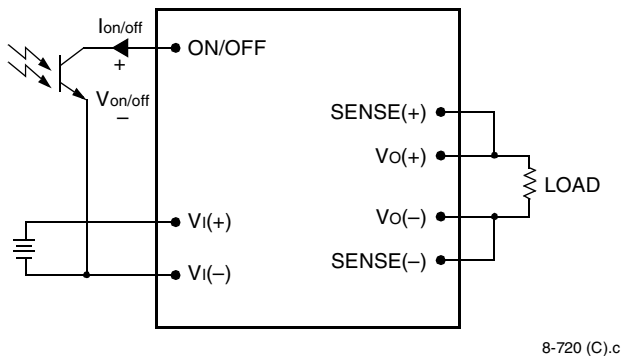 Ion/off
+
Von/off
–
ON/OFF
SENSE(+)
VO(+)
LOAD
VO(–)
SENSE(–)
VI(+)
VI(–)
8-720 (C).c